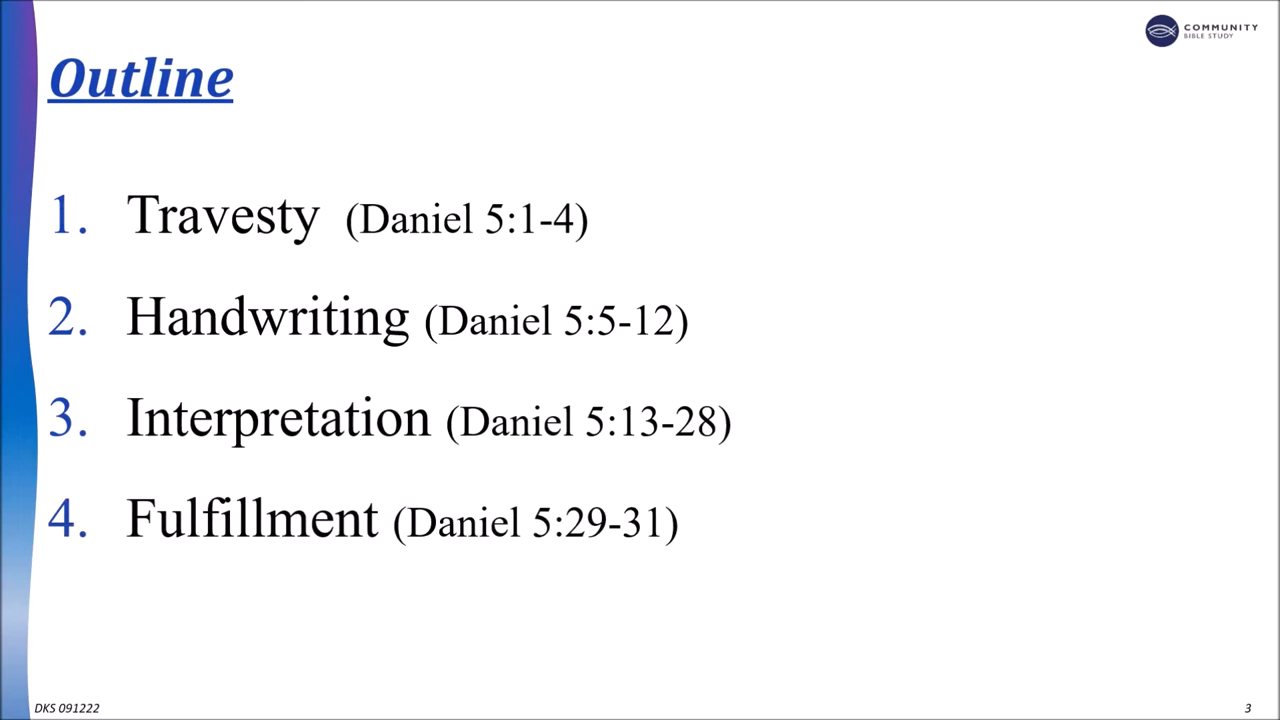 COMMUNITY
BIBLE STUDY
Outline
1. Travesty (Daniel 5:1-4)
2. Handwriting (Daniel 5:5-12)
3. Interpretation (Daniel 5:13-28)
4. Fulfillment (Daniel 5:29-31)
DKS 091222
3